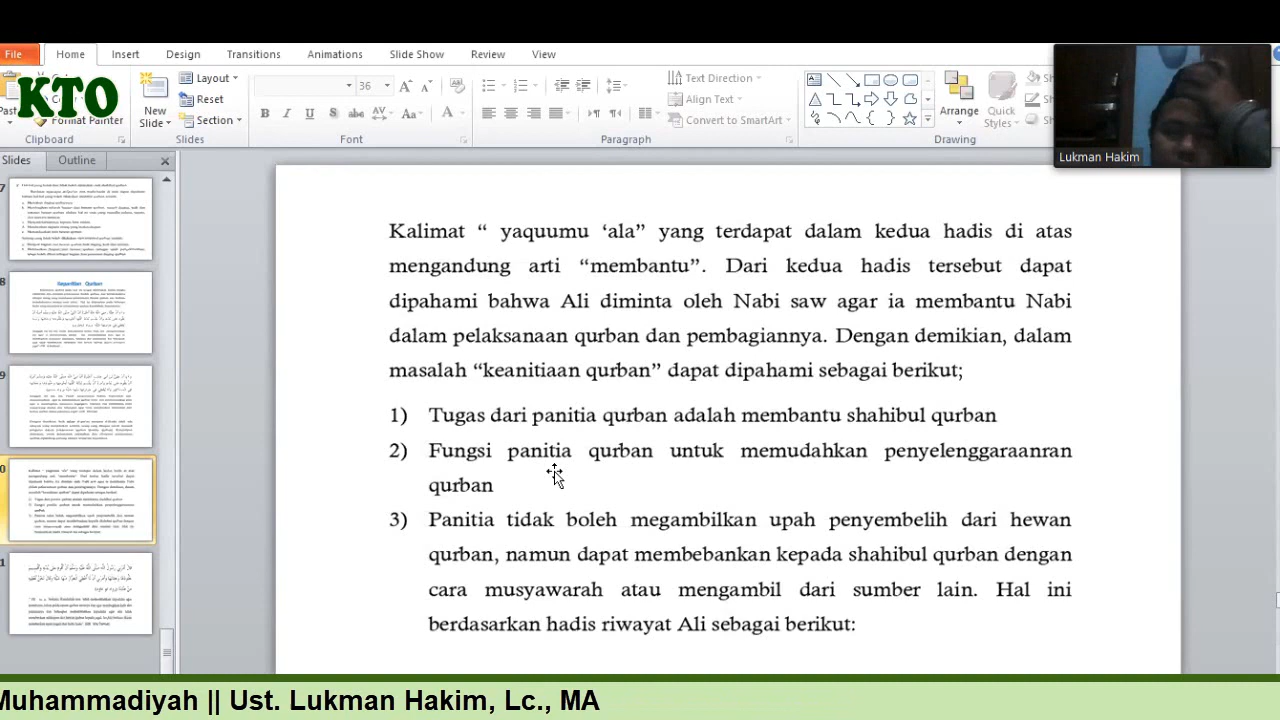 File Home Insert Design Transitions Animations Slide Show Review View
KTO
Format Painter
New
Slide
Layout
Reset
Section
36
Text Direction
Align Text
Convert to SmartArt
Arrange
Quick
Styles
Clipboard Slides Font Paragraph Drawing
Lukman Hakim
Slides Outline
7
8
9
0
1
Kalimat “ yaquumu ‘ala” yang terdapat dalam kedua hadis di atas
mengandung arti “membantu”. Dari kedua hadis tersebut dapat
dipahami bahwa Ali diminta oleh Nabi saw agar ia membantu Nabi
dalam pelaksanaan qurban dan pembagiannya. Dengan demikian, dalam
masalah “keanitiaan qurban” dapat dipahami sebagai berikut;
1) Tugas dari panitia qurban adalah membantu shahibul qurban
2) Fungsi panitia qurban untuk memudahkan penyelenggaraanran
qurban
3) Panitia tidak boleh megambilkan upah penyembelih dari hewan
qurban, namun dapat membebankan kepada shahibul qurban dengan
cara musyawarah atau mengambil dari sumber lain. Hal ini
berdasarkan hadis riwayat Ali sebagai berikut:
Muhammadiyah || Ust. Lukman Hakim, Lc., MA